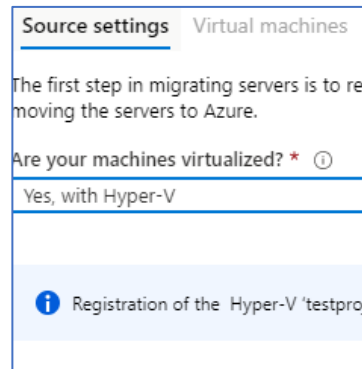 Source settings Virtual machines
The first step in migrating servers is to re
moving the servers to Azure.
Are your machines virtualized? *
Yes, with Hyper-V
Registration of the Hyper-V 'testpro